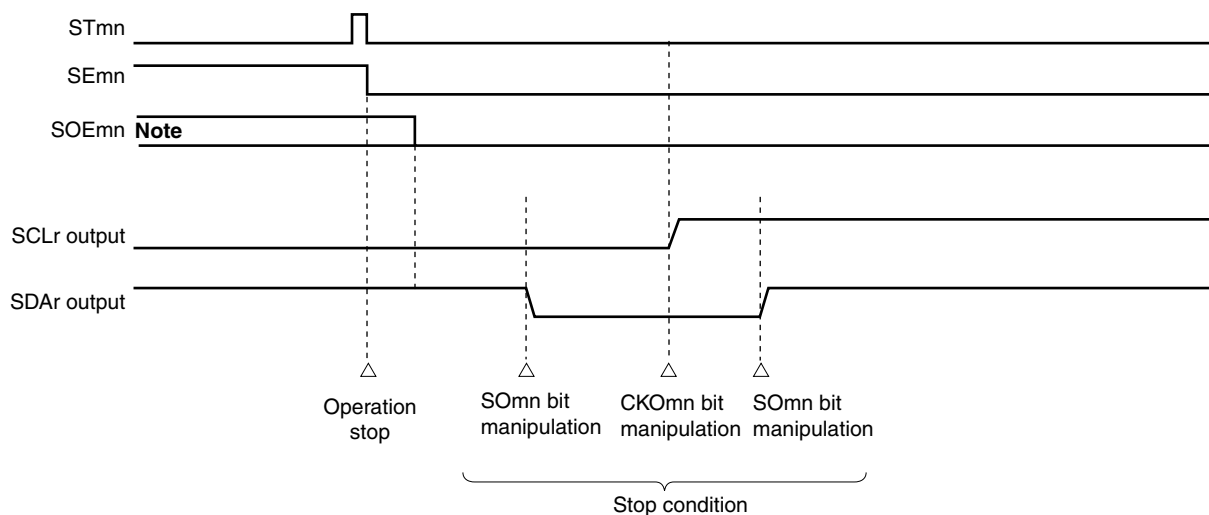 STmn
SEmn
SOEmn Note
SCLr output
SDAr output
Operation
stop
SOmn bit
manipulation
CKOmn bit
manipulation
SOmn bit
manipulation
Stop condition